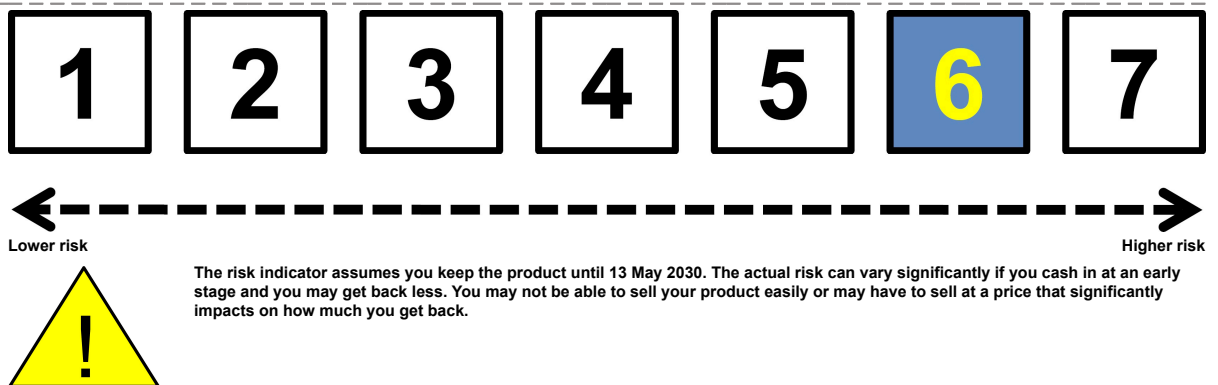 1 2 3 4 5 6 7
Lower risk Higher risk
The risk indicator assumes you keep the product until 13 May 2030. The actual risk can vary significantly if you cash in at an early
stage and you may get back less. You may not be able to sell your product easily or may have to sell at a price that significantly
impacts on how much you get back.
!